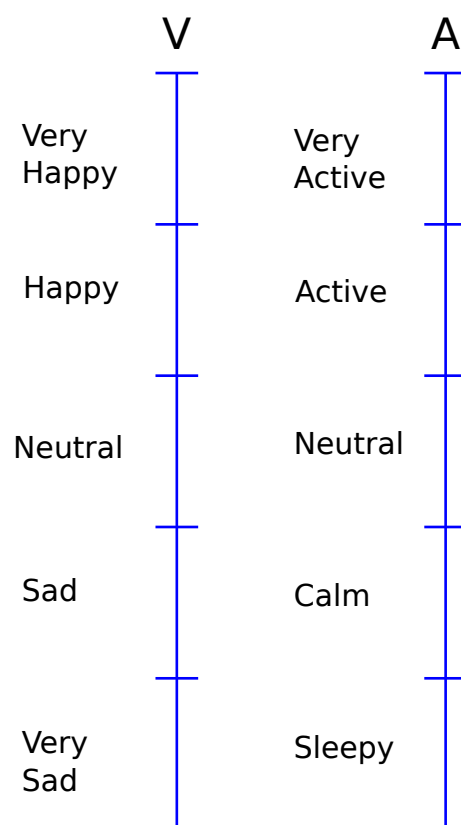 V
Very
Happy
Happy
Neutral
Sad
Very
Sad
A
Very
Active
Active
Neutral
Calm
Sleepy